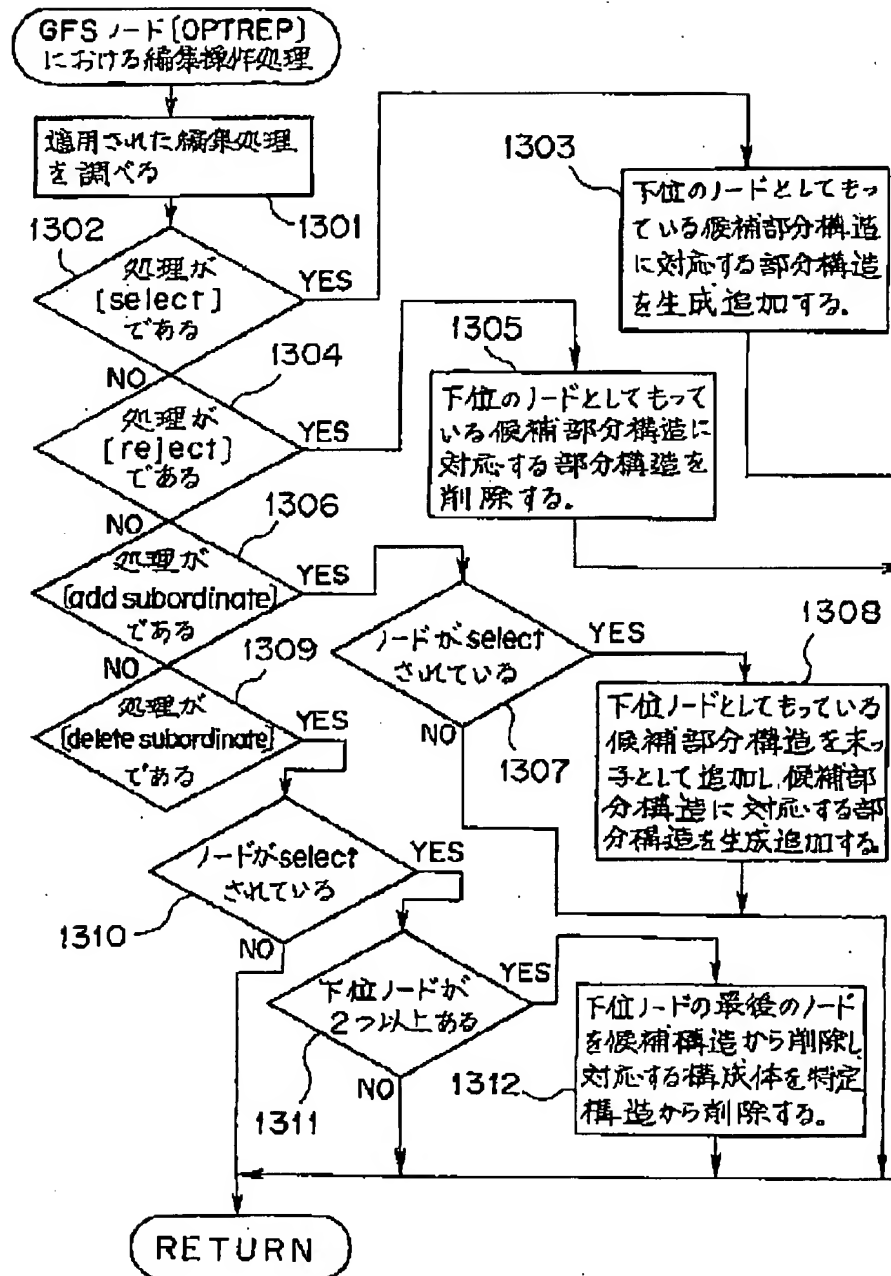 GFSノード[OPTREP]
における編集操作処理
適用された編集処理
を調べる
1301
1302
処理が
[select]
である
YES
NO
1303
下位のノードとしてもっ
ている候補部分構造
に対応する部分構造
を生成追加する。
1304
処理が
[reject]
である
YES
NO
1305
下位のノードとしてもって
いる候補部分構造に
対応する部分構造を
削除する。
1306
処理が
[add subordinate]
である
YES
NO
ノードがselect
されている
YES
NO
1307
1308
下位ノードとしてもっている
候補部分構造を末っ
子として追加し、候補部
分構造に対応する部
分構造を生成追加する。
1309
処理が
[delete subordinate]
である
YES
ノードがselect
されている
YES
1310
NO
下位ノードが
2つ以上ある
YES
NO
1311
下位ノードの最後のノード
を候補構造から削除し
対応する構成体を特定
構造から削除する。
1312
RETURN